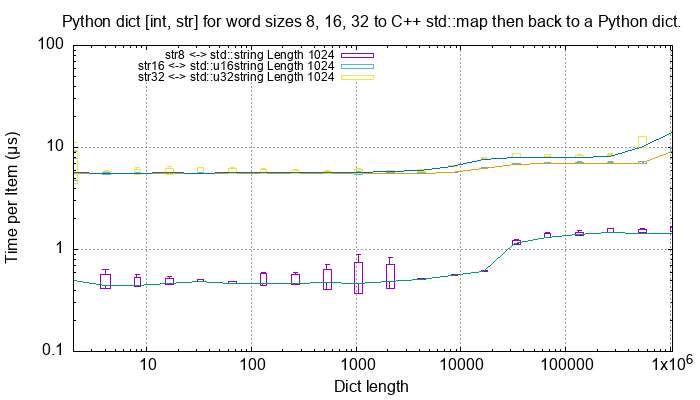 Python dict [int, str] for word sizes 8, 16, 32 to C++ std::map then back to a Python dict.
100
10
1
0.1
Time per Item (µs)
str8 <-> std::string Length 1024
str16 <-> std::u16string Length 1024
str32 <-> std::u32string Length 1024
10 100 1000 10000 100000 1x10⁶
Dict length